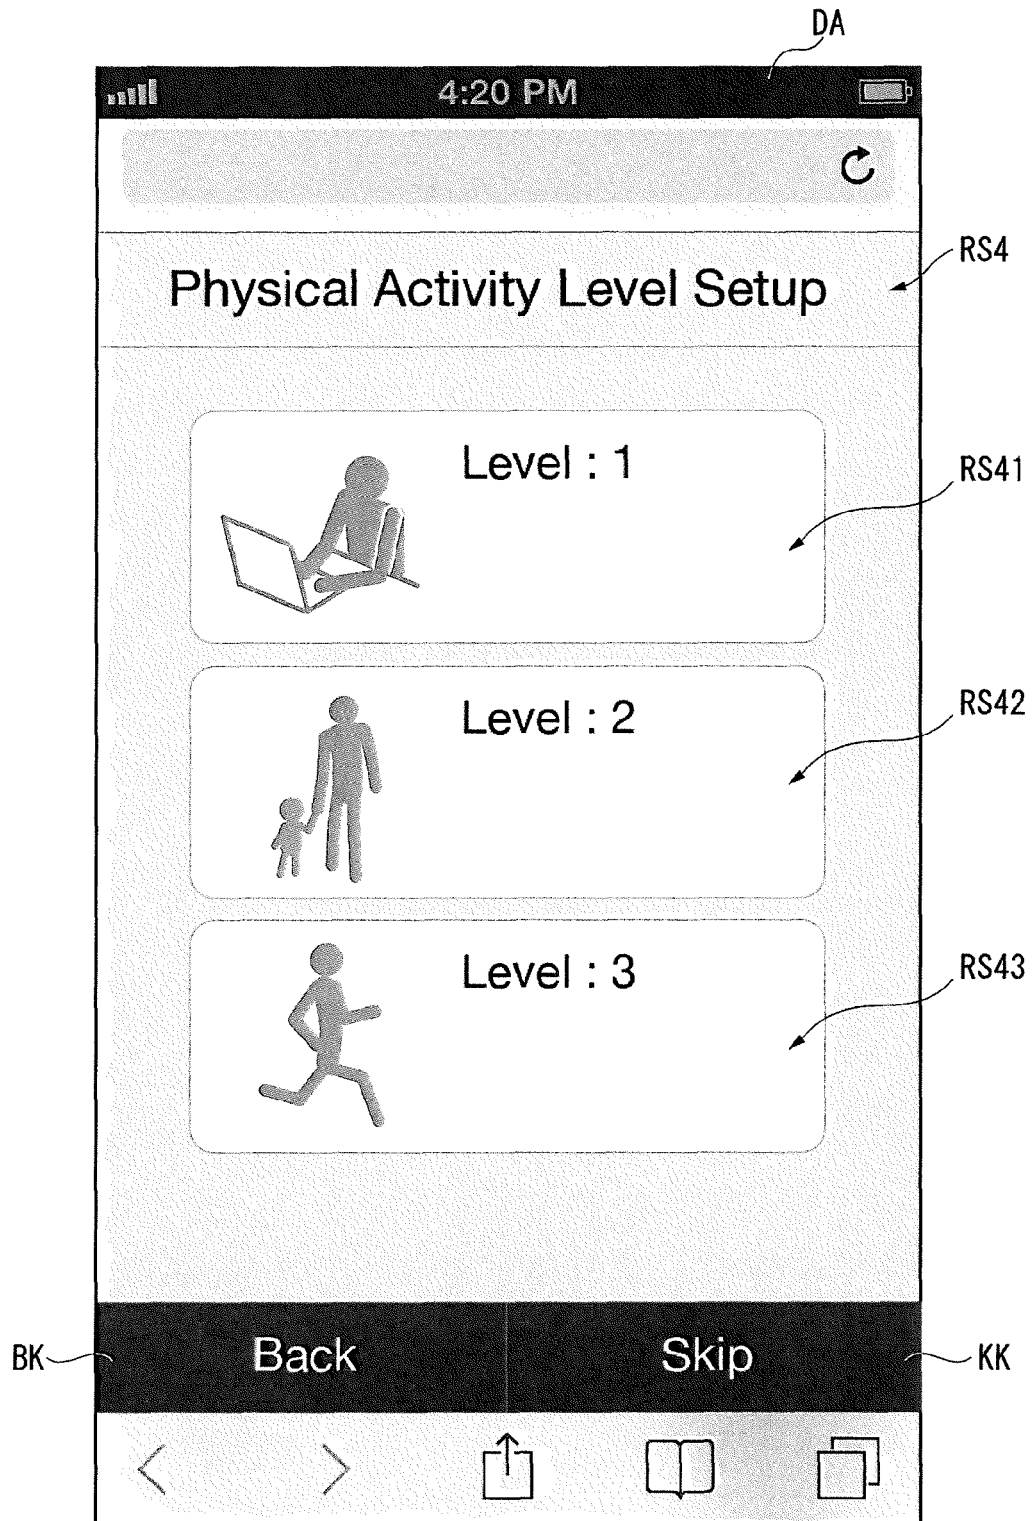 DA
4:20 PM
RS4
Physical Activity Level Setup
Level : 1
RS41
Level : 2
RS42
Level : 3
RS43
BK
Back
Skip
KK